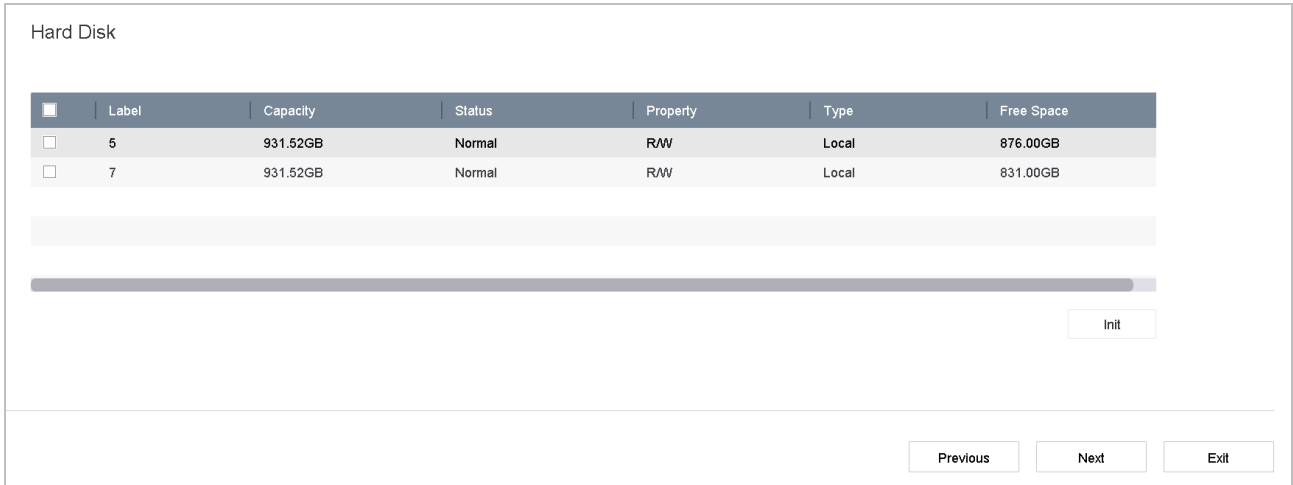 Hard Disk
Label Capacity Status Property Type Free Space
5 931.52GB Normal R/W Local 876.00GB
7 931.52GB Normal R/W Local 831.00GB
Init
Previous Next Exit